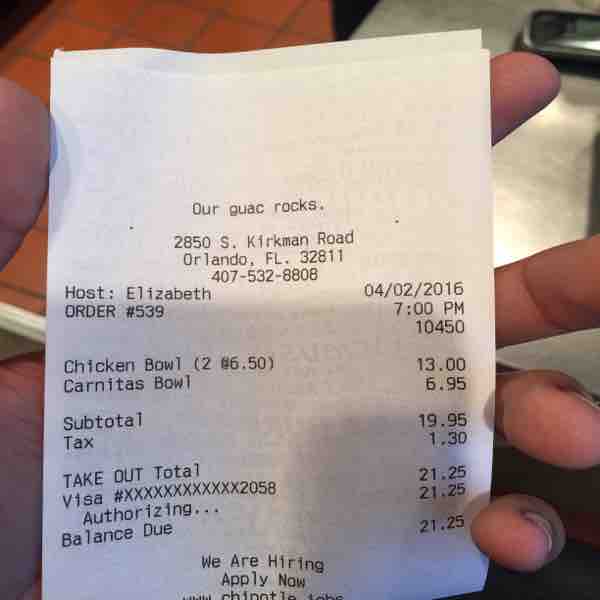 Our guac rocks.
2850 S. Kirkman Road
Orlando, FL. 32811
407-532-8808
Host: Elizabeth 04/02/2016
ORDER #539 7:00 PM
10450
Chicken Bowl (2 @6.50) 13.00
Carnitas Bowl 6.95
Subtotal 19.95
Tax 1.30
TAKE OUT Total 21.25
Visa #XXXXXXXXXXXX2058 21.25
Authorizing...
Balance Due 21.25
We Are Hiring
Apply Now
www.chipotle.jobs